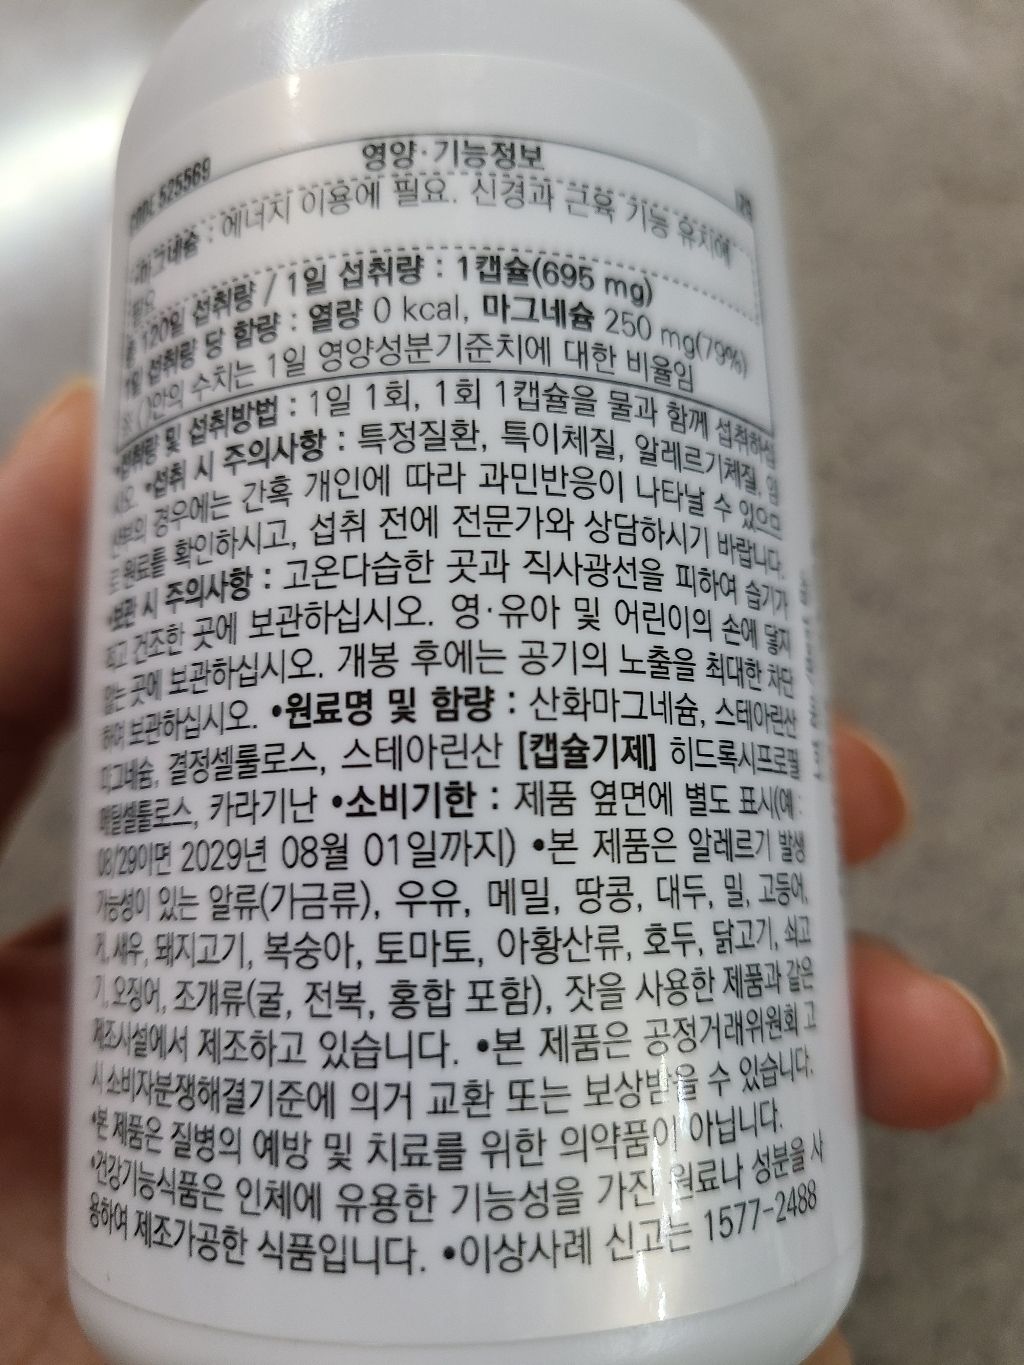 영양·기능정보
525569
마그네슘 : 에너지 이용에 필요. 신경과 근육 기능 유지에
필요
총 120일 섭취량 / 1일 섭취량 : 1캡슐(695 mg)
1일 섭취량 당 함량 : 열량 0 kcal, 마그네슘 250 mg(79%)
※( )안의 수치는 1일 영양성분기준치에 대한 비율임
•섭취량 및 섭취방법 : 1일 1회, 1회 1캡슐을 물과 함께 섭취하십
시오. •섭취 시 주의사항 : 특정질환, 특이체질, 알레르기체질, 임
산부의 경우에는 간혹 개인에 따라 과민반응이 나타날 수 있으므
로 원료를 확인하시고, 섭취 전에 전문가와 상담하시기 바랍니다.
•보관 시 주의사항 : 고온다습한 곳과 직사광선을 피하여 습기가
적고 건조한 곳에 보관하십시오. 영·유아 및 어린이의 손에 닿지
않는 곳에 보관하십시오. 개봉 후에는 공기의 노출을 최대한 차단
하여 보관하십시오. •원료명 및 함량 : 산화마그네슘, 스테아린산
마그네슘, 결정셀룰로스, 스테아린산 [캡슐기제] 히드록시프로필
메틸셀룰로스, 카라기난 •소비기한 : 제품 옆면에 별도 표시(예 :
08/29이면 2029년 08월 01일까지) •본 제품은 알레르기 발생
가능성이 있는 알류(가금류), 우유, 메밀, 땅콩, 대두, 밀, 고등어,
게, 새우, 돼지고기, 복숭아, 토마토, 아황산류, 호두, 닭고기, 쇠고
기, 오징어, 조개류(굴, 전복, 홍합 포함), 잣을 사용한 제품과 같은
제조시설에서 제조하고 있습니다. •본 제품은 공정거래위원회 고
시 소비자분쟁해결기준에 의거 교환 또는 보상받을 수 있습니다.
•본 제품은 질병의 예방 및 치료를 위한 의약품이 아닙니다.
•건강기능식품은 인체에 유용한 기능성을 가진 원료나 성분을 사
용하여 제조가공한 식품입니다. •이상사례 신고는 1577-2488